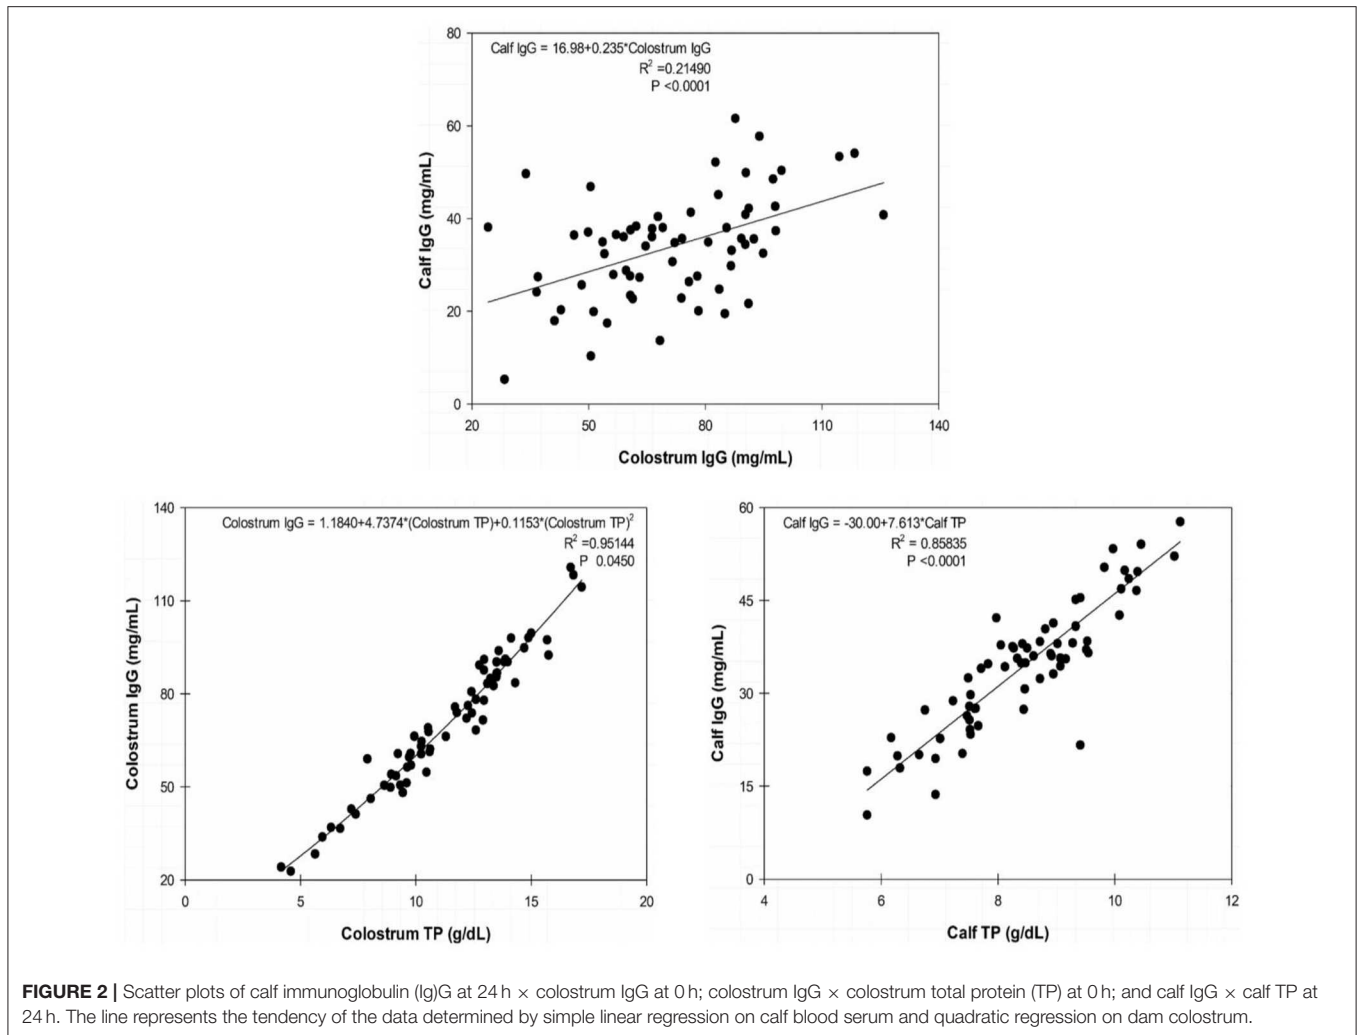 80
60
40
20
0
Calf IgG (mg/mL)
Calf IgG = 16.98+0.235*Colostrum IgG
R² =0.21490
P <0.0001
20 50 80 110 140
Colostrum IgG (mg/mL)
140
110
80
50
20
Colostrum IgG (mg/mL)
Colostrum IgG = 1.1840+4.7374*(Colostrum TP)+0.1153*(Colostrum TP)²
R² =0.95144
P 0.0450
0 5 10 15 20
Colostrum TP (g/dL)
60
45
30
15
0
Calf IgG (mg/mL)
Calf IgG = -30.00+7.613*Calf TP
R² = 0.85835
P <0.0001
4 6 8 10 12
Calf TP (g/dL)
FIGURE 2 | Scatter plots of calf immunoglobulin (Ig)G at 24 h × colostrum IgG at 0 h; colostrum IgG × colostrum total protein (TP) at 0 h; and calf IgG × calf TP at
24 h. The line represents the tendency of the data determined by simple linear regression on calf blood serum and quadratic regression on dam colostrum.